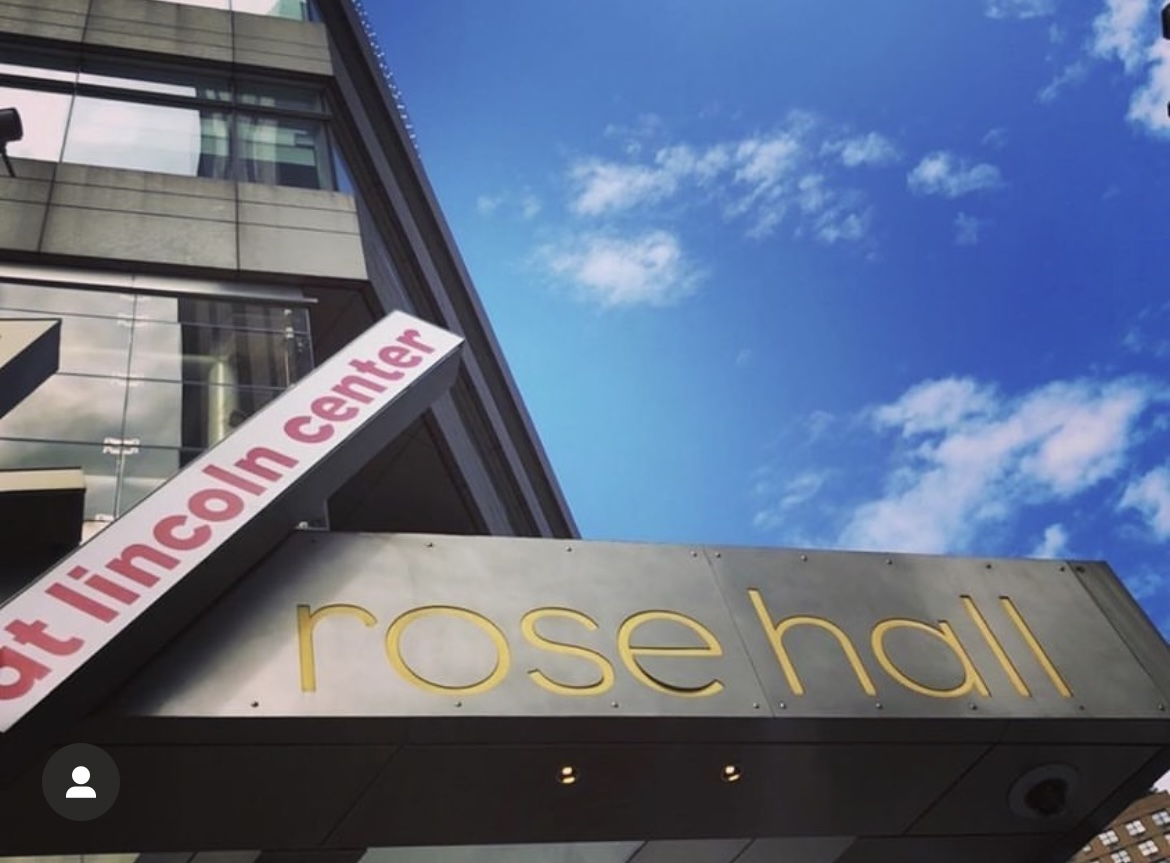 at lincoln center
rose hall